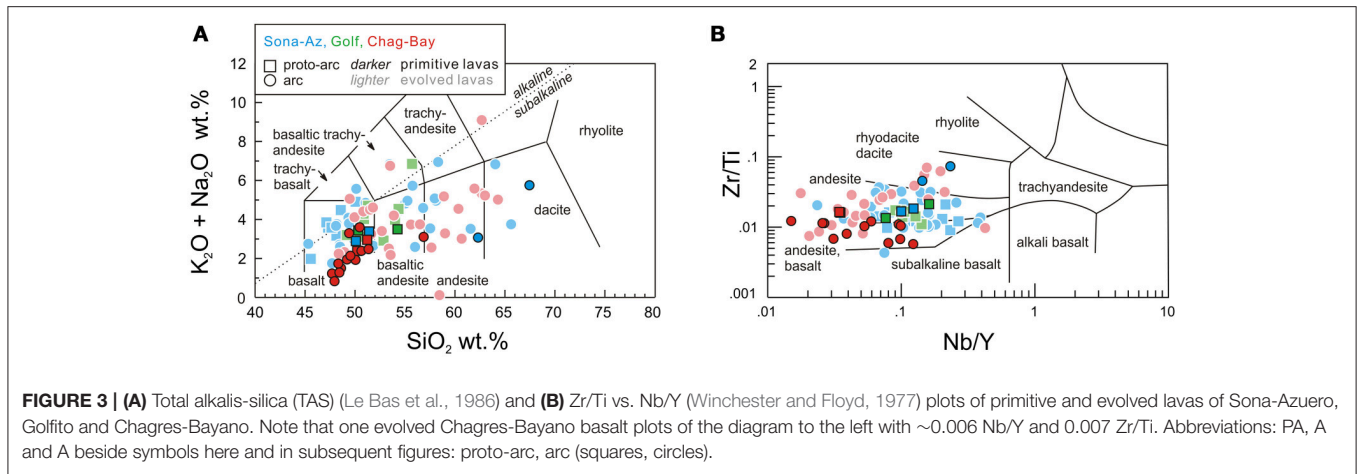 A
Sona-Az, Golf, Chag-Bay
proto-arc darker primitive lavas
arc lighter evolved lavas
12
10
8
6
4
2
0
K2O + Na2O wt.%
alkaline
subalkaline
trachy-
andesite
basaltic trachy-
andesite
trachy-
basalt
rhyolite
dacite
basalt
basaltic
andesite
andesite
40 45 50 55 60 65 70 75 80
SiO2 wt.%
B
2
1
.1
.01
.001
Zr/Ti
rhyolite
rhyodacite
dacite
andesite
trachyandesite
andesite,
basalt
subalkaline basalt
alkali basalt
.01 .1 1 10
Nb/Y
FIGURE 3 | (A) Total alkalis-silica (TAS) (Le Bas et al., 1986) and (B) Zr/Ti vs. Nb/Y (Winchester and Floyd, 1977) plots of primitive and evolved lavas of Sona-Azuero,
Golfito and Chagres-Bayano. Note that one evolved Chagres-Bayano basalt plots of the diagram to the left with ~0.006 Nb/Y and 0.007 Zr/Ti. Abbreviations: PA, A
and A beside symbols here and in subsequent figures: proto-arc, arc (squares, circles).